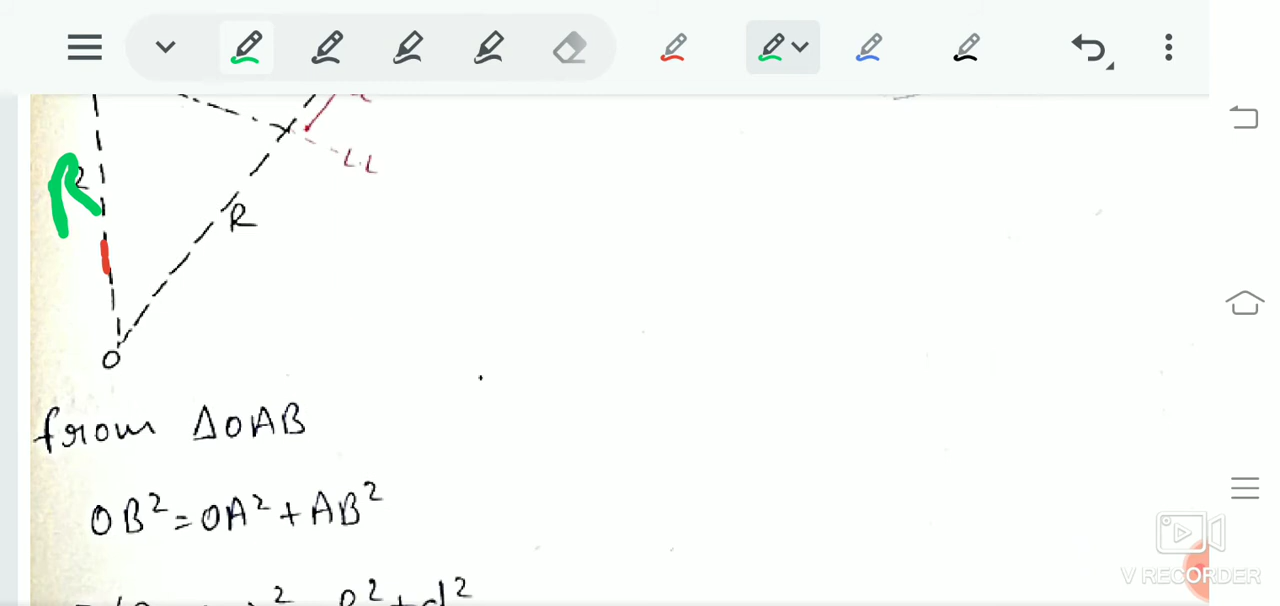 L.L
R
R
O
from ΔOAB
OB² = OA² + AB²
V RECORDER